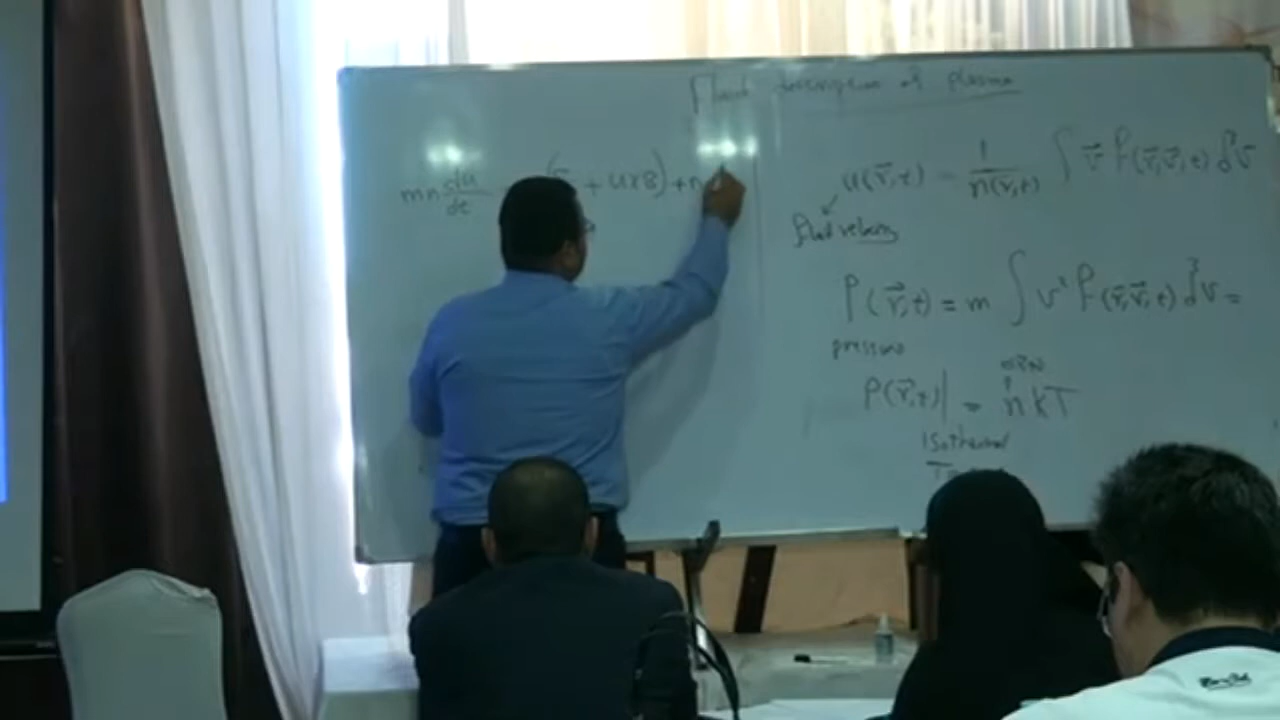 Fluid description of plasma
mn du/dt (+ u×B) + n
u(r⃗,t) = 1/n(r⃗,t) ∫ v⃗ f(r⃗,v⃗,t) d³v
fluid velocity
P(r⃗,t) = m ∫ v² f(r⃗,v⃗,t) d³v =
pressure
P(r⃗,t)| = n kT
Isothermal